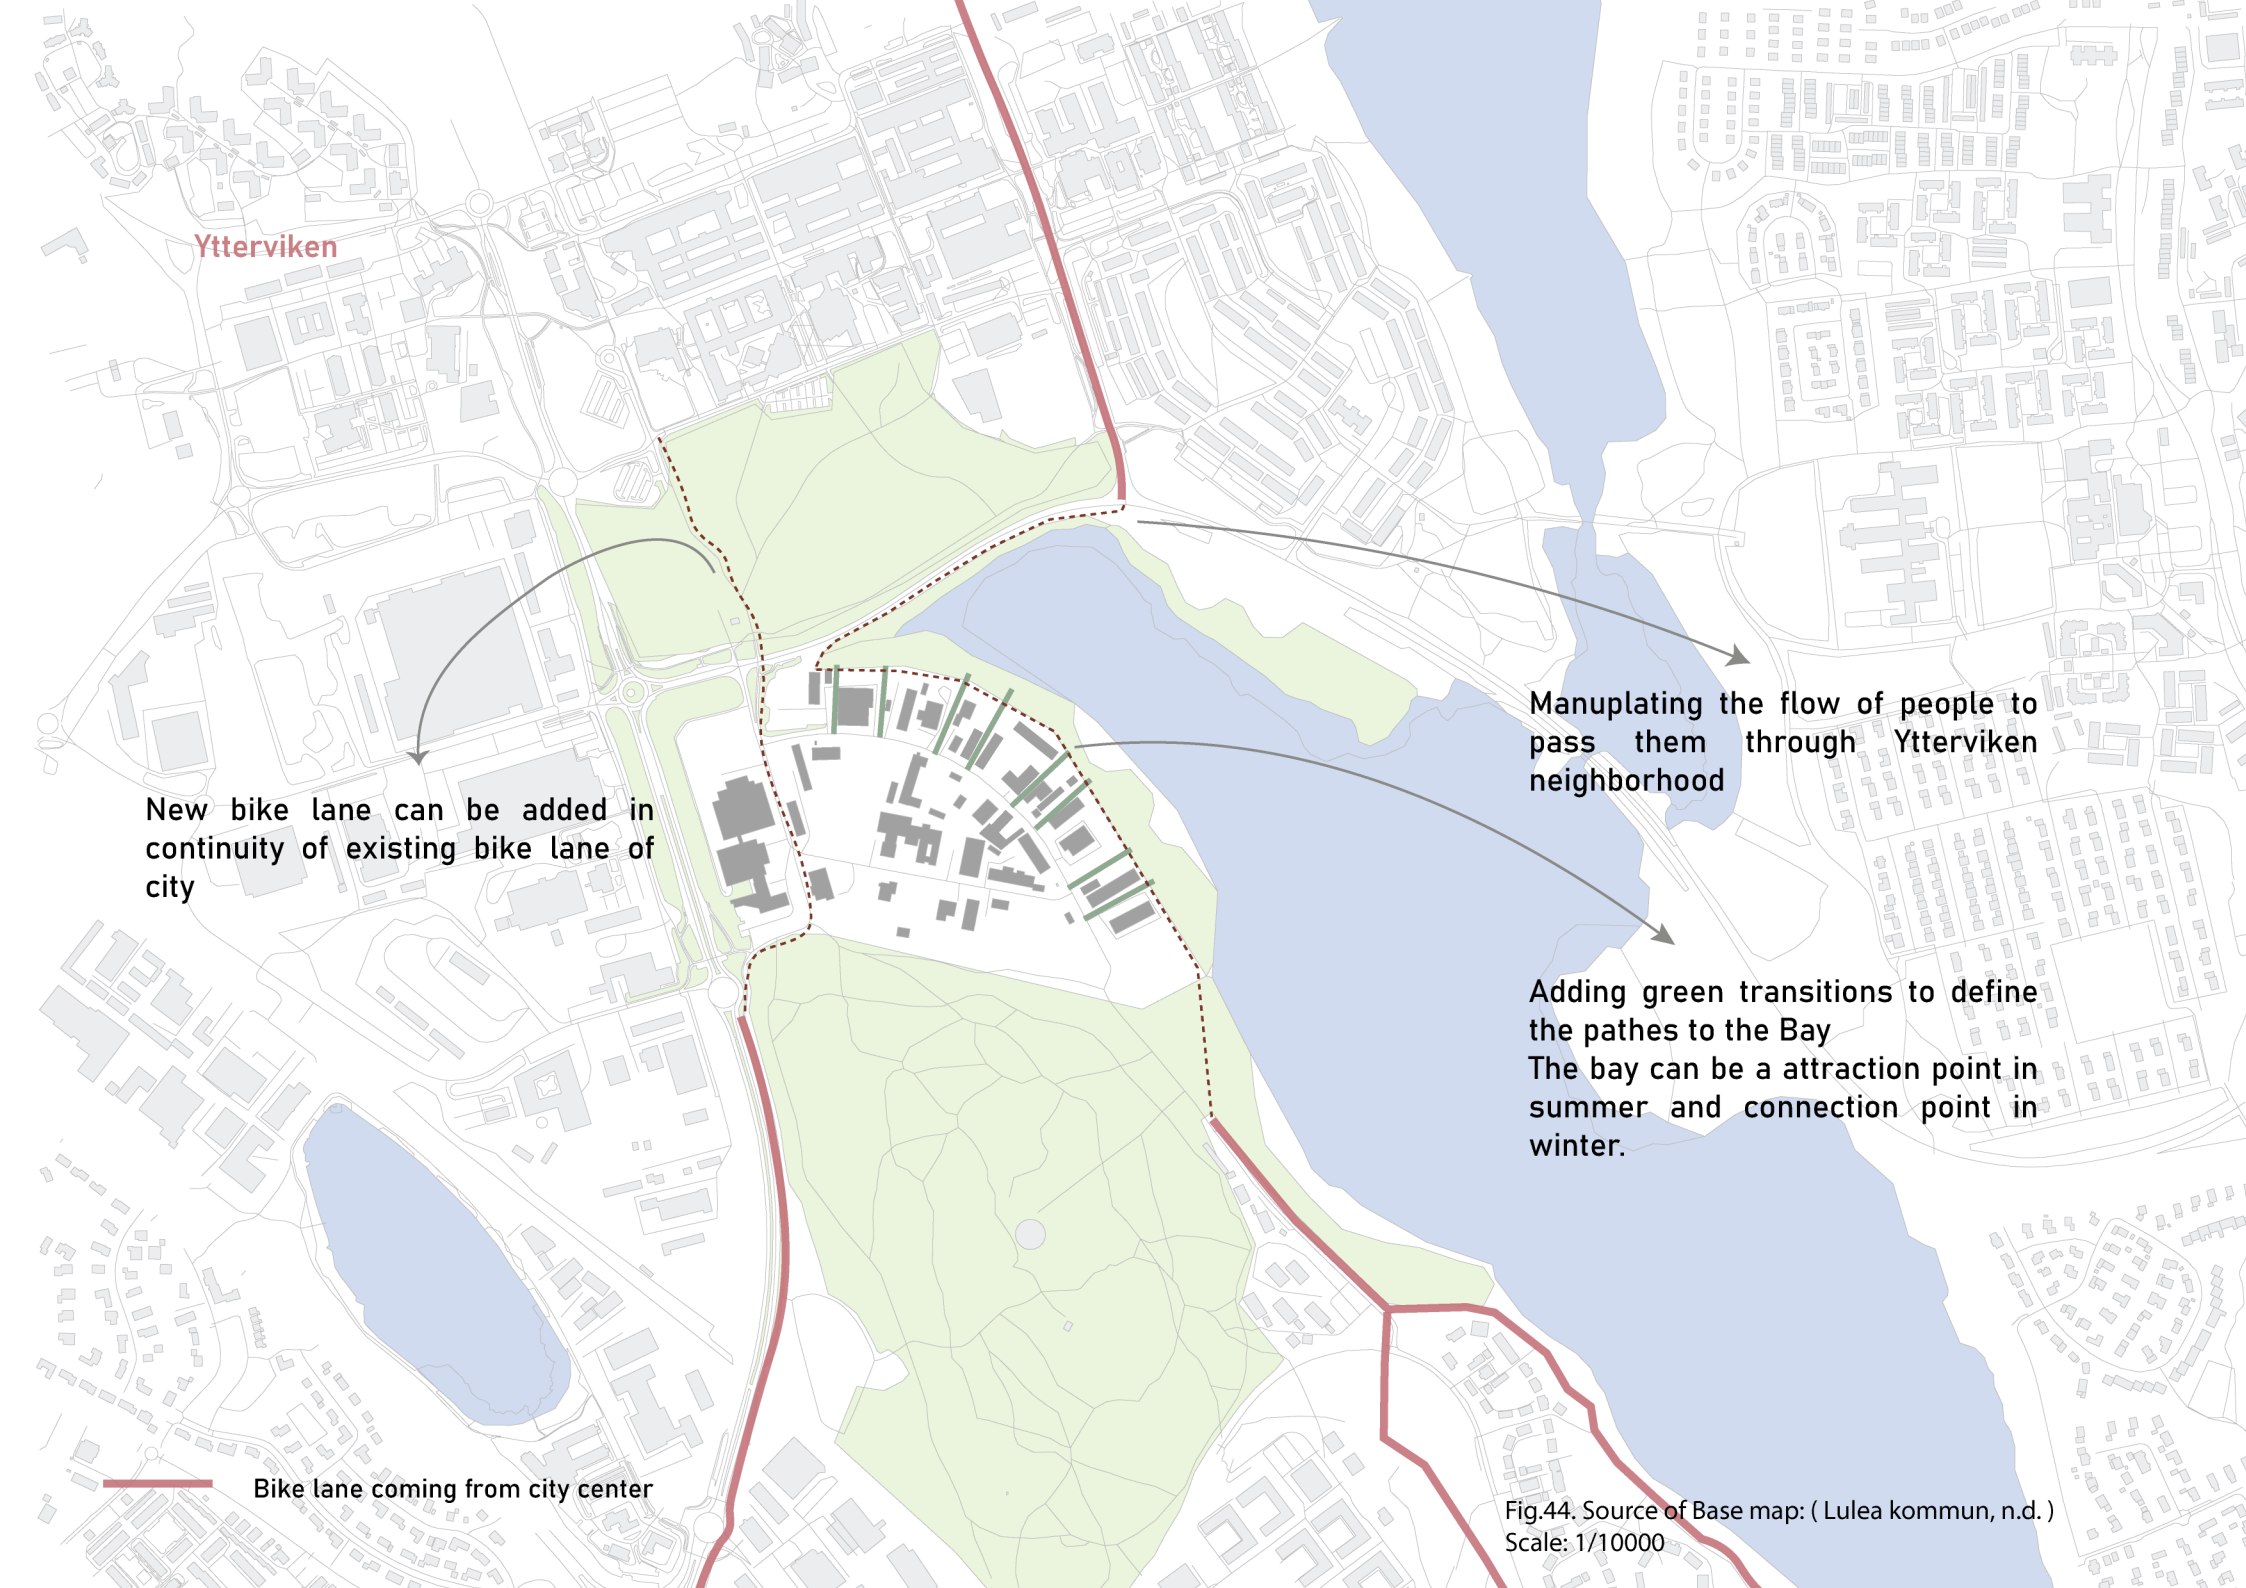 Ytterviken
Manuplating the flow of people to
pass them through Ytterviken
neighborhood
New bike lane can be added in
continuity of existing bike lane of
city
Adding green transitions to define
the pathes to the Bay
The bay can be a attraction point in
summer and connection point in
winter.
Bike lane coming from city center
Fig.44. Source of Base map: ( Lulea kommun, n.d. )
Scale: 1/10000